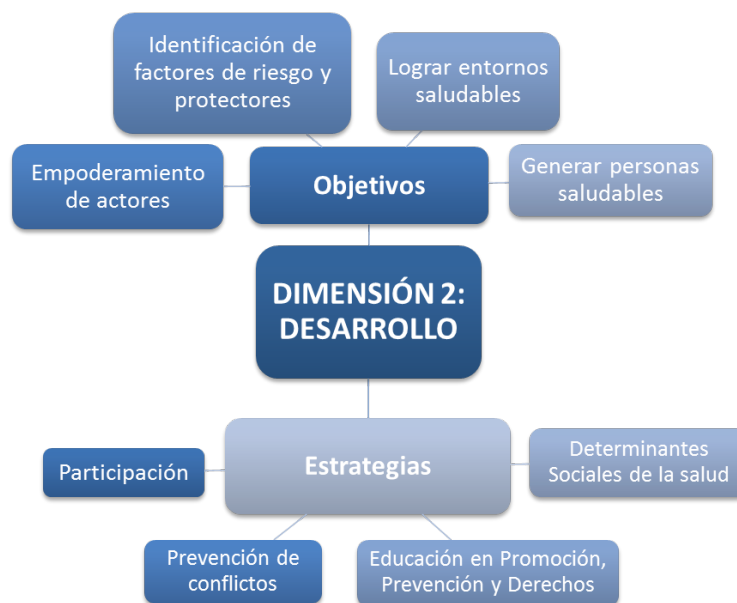 Identificación de
factores de riesgo y
protectores
Lograr entornos
saludables
Empoderamiento
de actores
Objetivos
Generar personas
saludables
DIMENSIÓN 2:
DESARROLLO
Estrategias
Participación
Determinantes
Sociales de la salud
Prevención de
conflictos
Educación en Promoción,
Prevención y Derechos